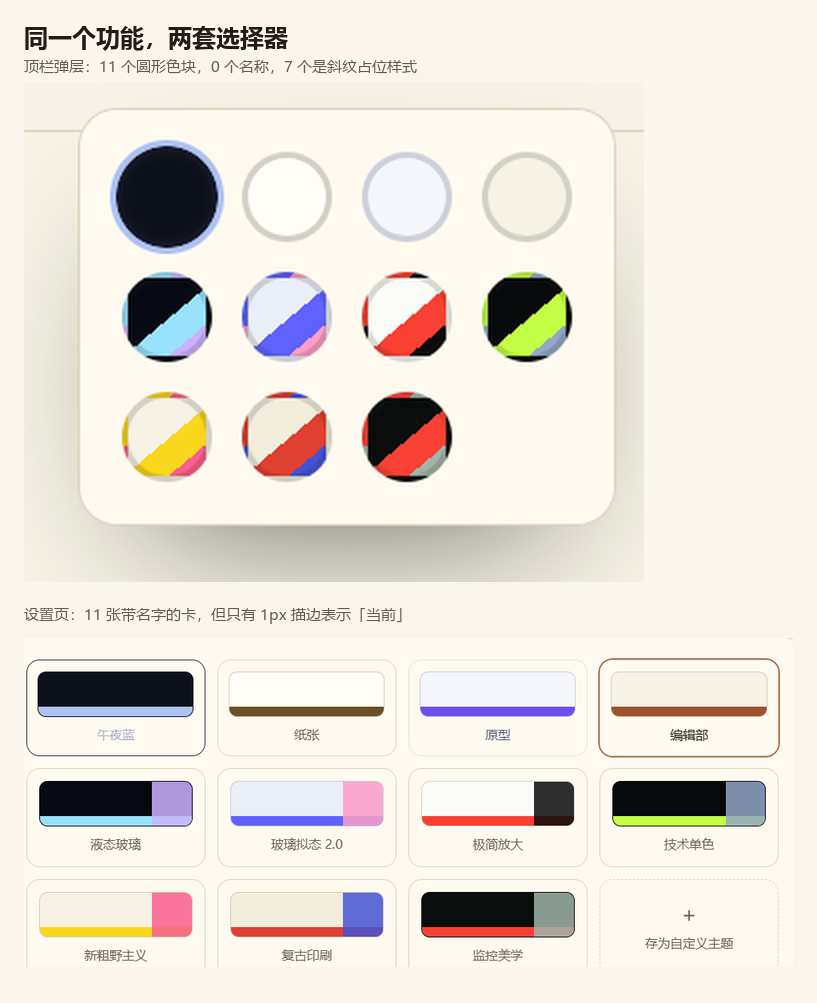 同一个功能，两套选择器
顶栏弹层：11 个圆形色块，0 个名称，7 个是斜纹占位样式
设置页：11 张带名字的卡，但只有 1px 描边表示「当前」
午夜蓝
纸张
原型
编辑部
液态玻璃
玻璃拟态 2.0
极简放大
技术单色
新粗野主义
复古印刷
监控美学
+
存为自定义主题